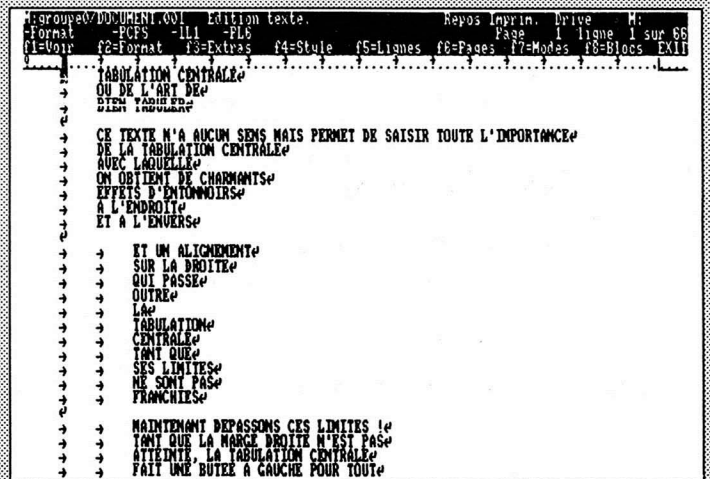 M:groupe0/DOCUMENT.001 Edition texte. Repos Imprim. Drive M:
-Format -PCPS -IL1 -PL6 Page 1 ligne 1 sur 66
f1=Voir f2=Format f3=Extras f4=Style f5=Lignes f6=Pages f7=Modes f8=Blocs EXIT
TABULATION CENTRALE
OU DE L'ART DE
BIEN TABULER
CE TEXTE N'A AUCUN SENS MAIS PERMET DE SAISIR TOUTE L'IMPORTANCE
DE LA TABULATION CENTRALE
AVEC LAQUELLE
ON OBTIENT DE CHARMANTS
EFFETS D'ENTONNOIRS
A L'ENDROIT
ET A L'ENVERS
ET UN ALIGNEMENT
SUR LA DROITE
QUI PASSE
OUTRE
LA
TABULATION
CENTRALE
TANT QUE
SES LIMITES
NE SONT PAS
FRANCHIES
MAINTENANT DEPASSONS CES LIMITES !
TANT QUE LA MARGE DROITE N'EST PAS
ATTEINTE, LA TABULATION CENTRALE
FAIT UNE BUTEE A GAUCHE POUR TOUT